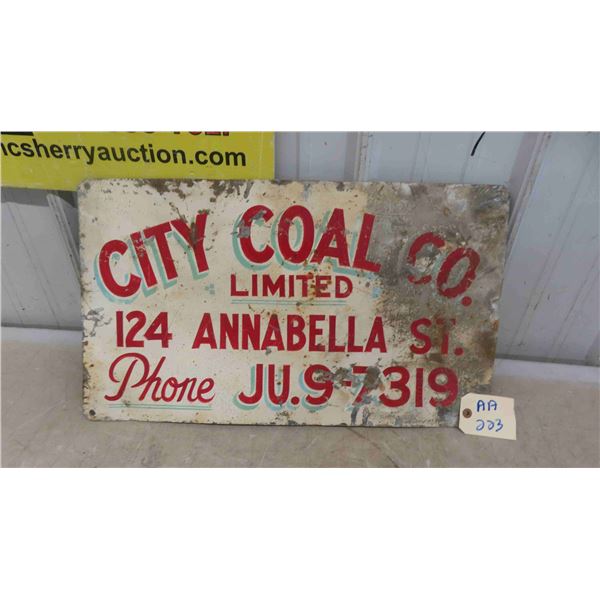 mcsherryauction.com
CITY COAL CO.
LIMITED
124 ANNABELLA ST.
Phone JU.9-7319
AA
223